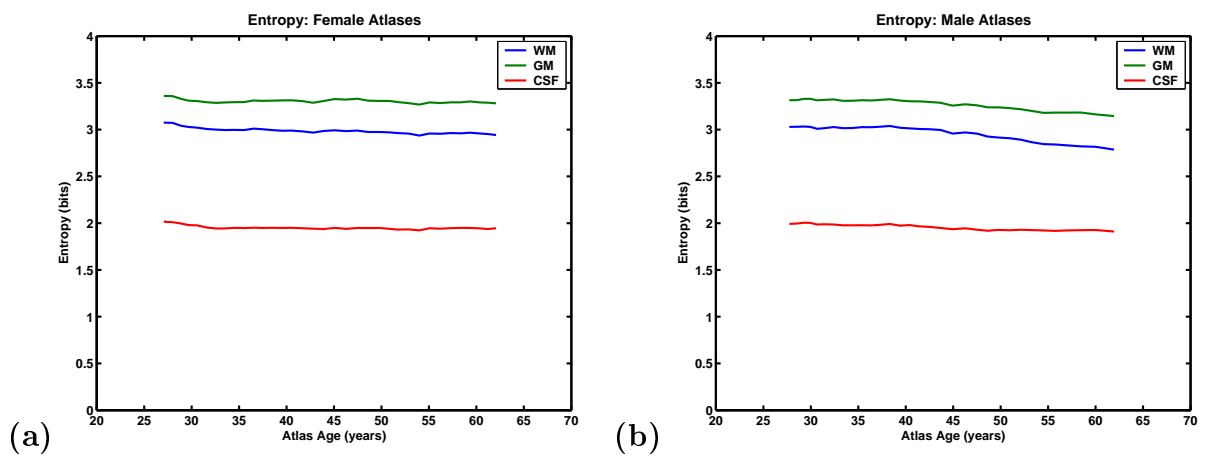 Entropy: Female Atlases
4
3.5
3
2.5
2
1.5
1
0.5
0
Entropy (bits)
WM
GM
CSF
20 25 30 35 40 45 50 55 60 65 70
Atlas Age (years)
(a)
Entropy: Male Atlases
4
3.5
3
2.5
2
1.5
1
0.5
0
Entropy (bits)
WM
GM
CSF
20 25 30 35 40 45 50 55 60 65 70
Atlas Age (years)
(b)